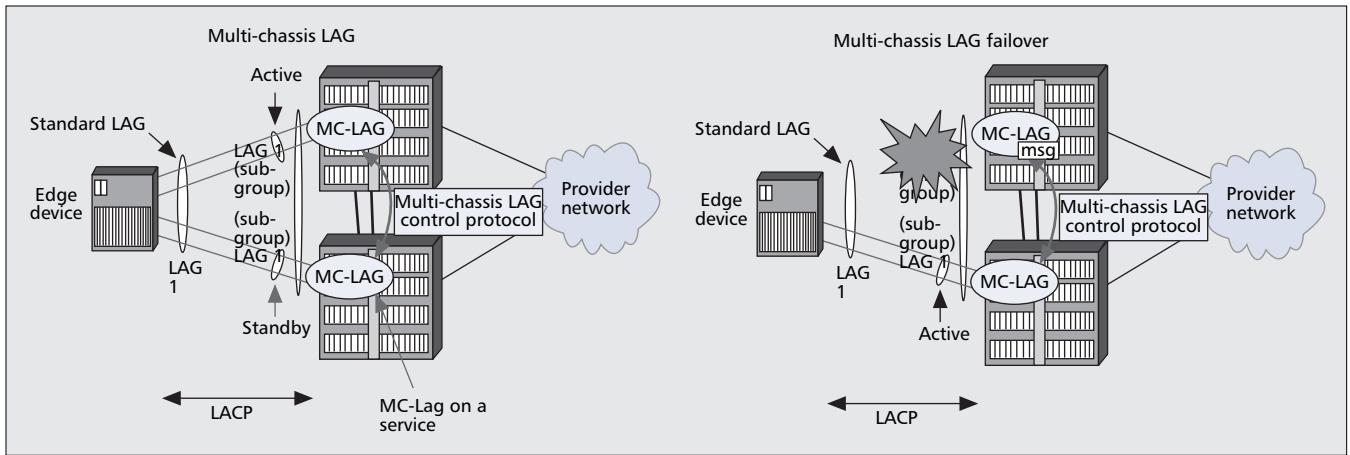 Multi-chassis LAG
Active
Standard LAG
MC-LAG
LAG 1
(sub-
group)
Edge
device
Multi-chassis LAG
control protocol
Provider
network
(sub-
group)
LAG 1
LAG
1
MC-LAG
Standby
LACP
MC-Lag on a
service
Multi-chassis LAG failover
Standard LAG
MC-LAG
msg
group)
Edge
device
Multi-chassis LAG
control protocol
Provider
network
(sub-
group)
LAG 1
LAG
1
MC-LAG
Active
LACP